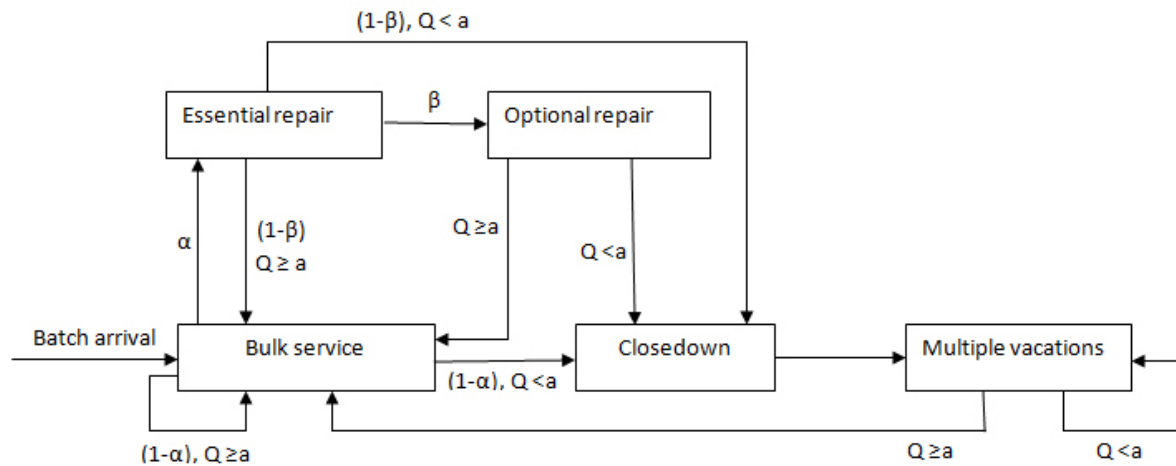 (1-β), Q < a
Essential repair
β
Optional repair
α
(1-β)
Q ≥ a
Q ≥a
Q <a
Batch arrival
Bulk service
(1-α), Q <a
Closedown
Multiple vacations
(1-α), Q ≥a
Q ≥a
Q <a